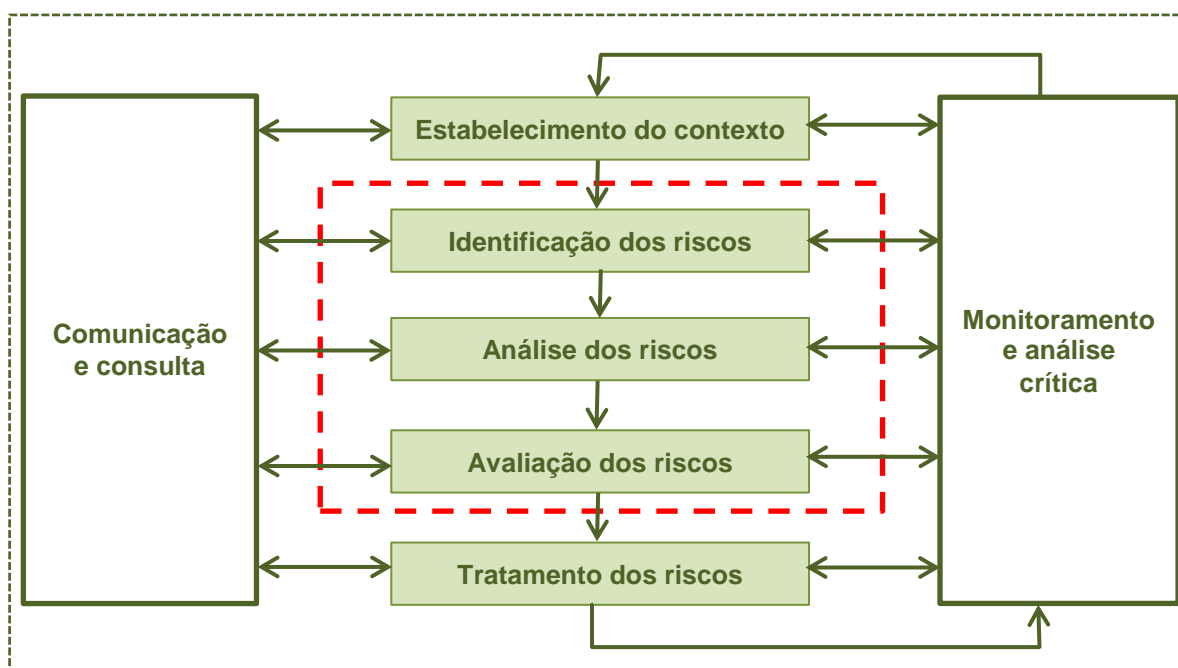 Estabelecimento do contexto
Identificação dos riscos
Comunicação
e consulta
Análise dos riscos
Monitoramento
e análise
crítica
Avaliação dos riscos
Tratamento dos riscos